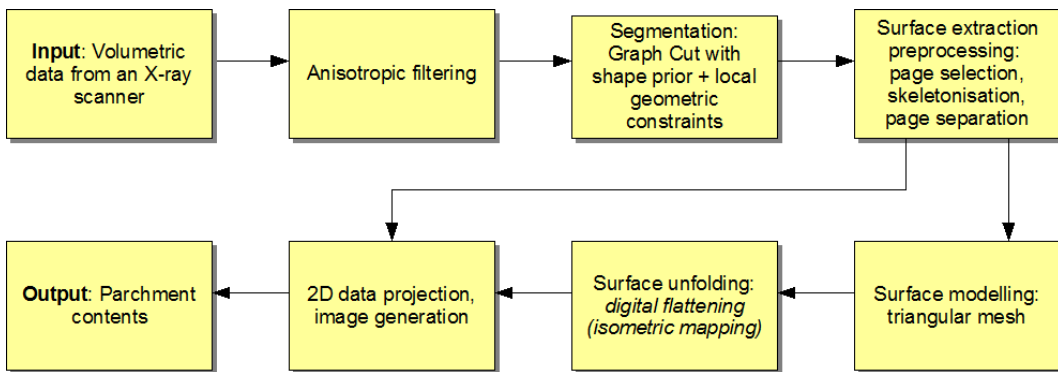 Input: Volumetric
data from an X-ray
scanner
Anisotropic filtering
Segmentation:
Graph Cut with
shape prior + local
geometric
constraints
Surface extraction
preprocessing:
page selection,
skeletonisation,
page separation
Output: Parchment
contents
2D data projection,
image generation
Surface unfolding:
digital flattening
(isometric mapping)
Surface modelling:
triangular mesh